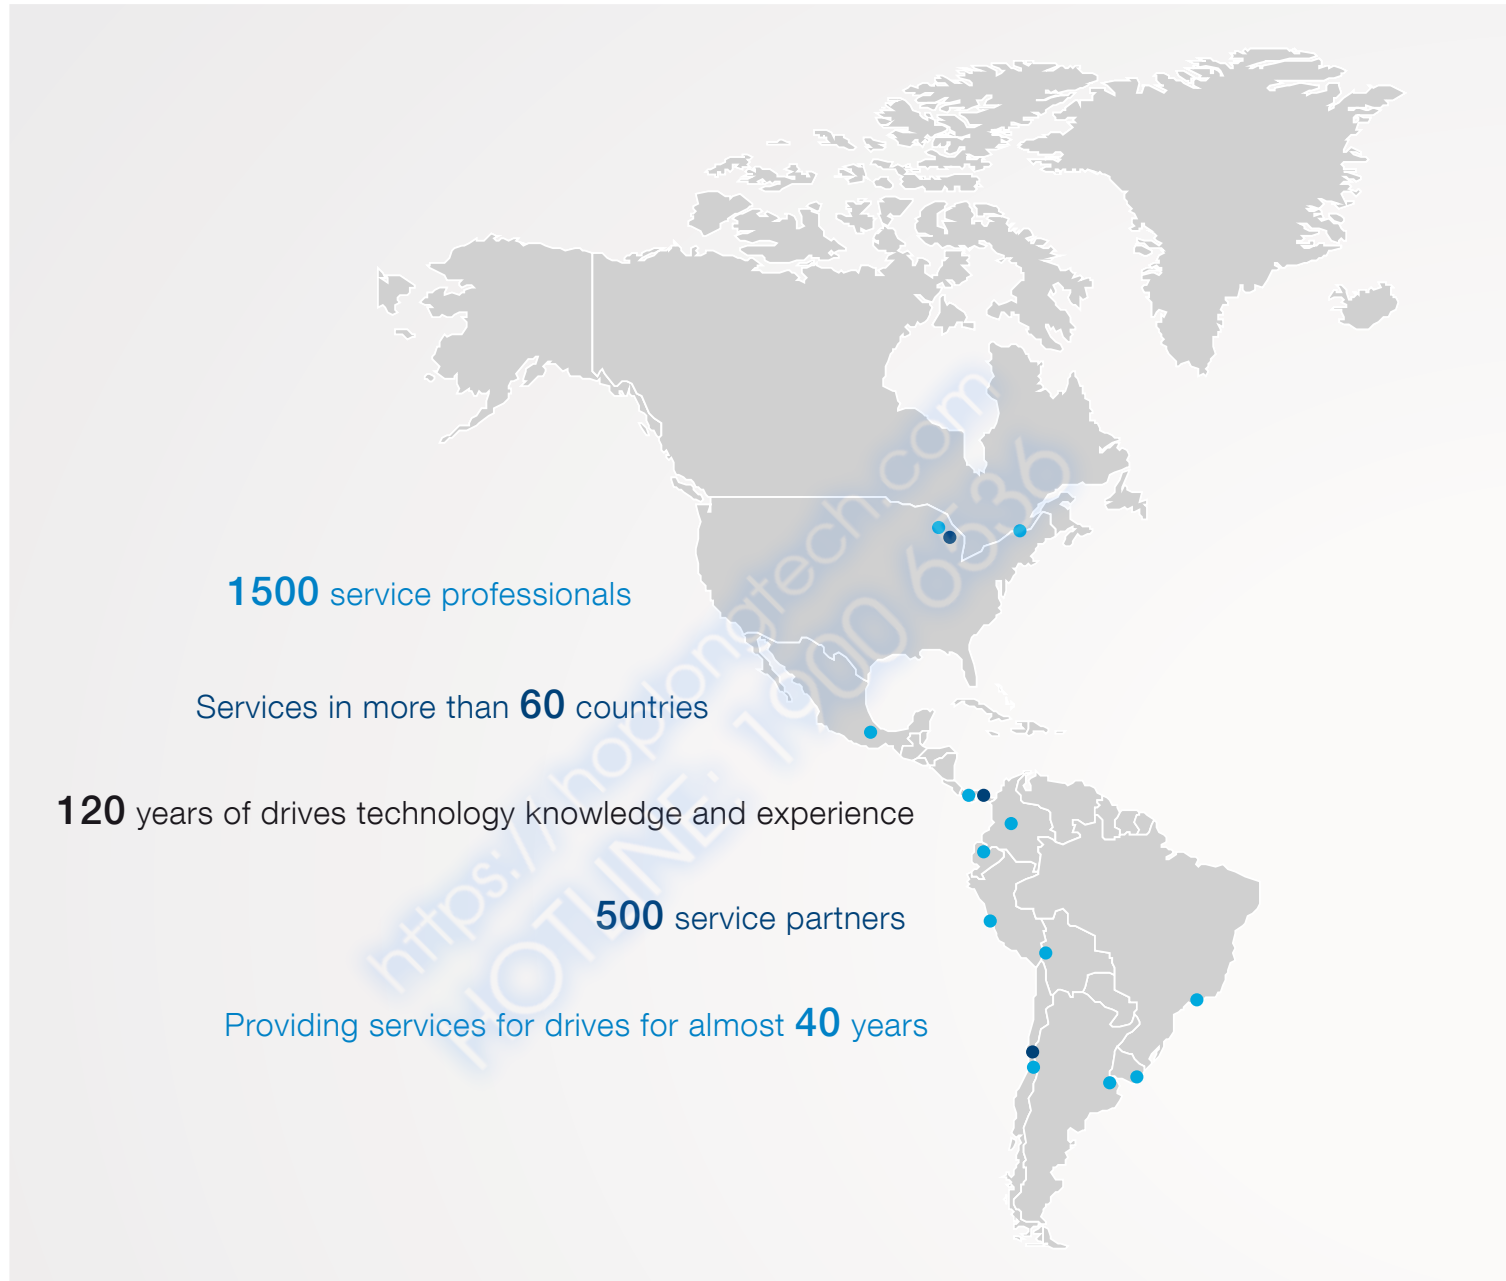 1500 service professionals
Services in more than 60 countries
120 years of drives technology knowledge and experience
500 service partners
Providing services for drives for almost 40 years
https://hoplongtech.com
HOTLINE: 1900 6536